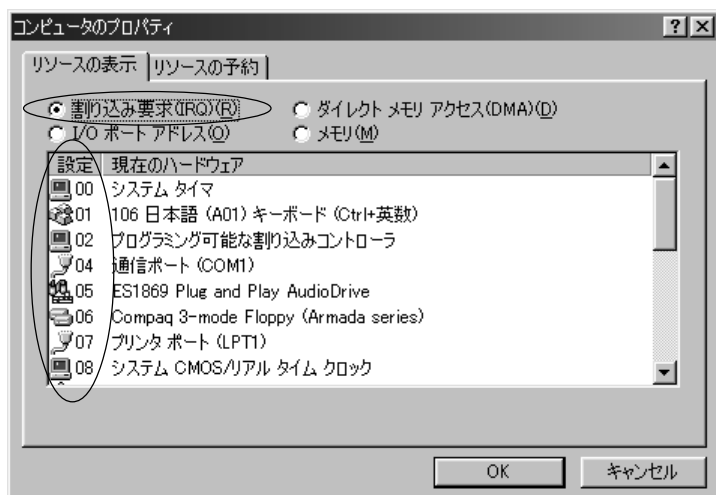 コンピュータのプロパティ
リソースの表示 リソースの予約
割り込み要求(IRQ)(R) ダイレクト メモリ アクセス(DMA)(D)
I/O ポート アドレス(O) メモリ(M)
設定 現在のハードウェア
00 システム タイマ
01 106 日本語 (A01) キーボード (Ctrl+英数)
02 プログラミング可能な割り込みコントローラ
04 通信ポート (COM1)
05 ES1869 Plug and Play AudioDrive
06 Compaq 3-mode Floppy (Armada series)
07 プリンタ ポート (LPT1)
08 システム CMOS/リアル タイム クロック
OK キャンセル